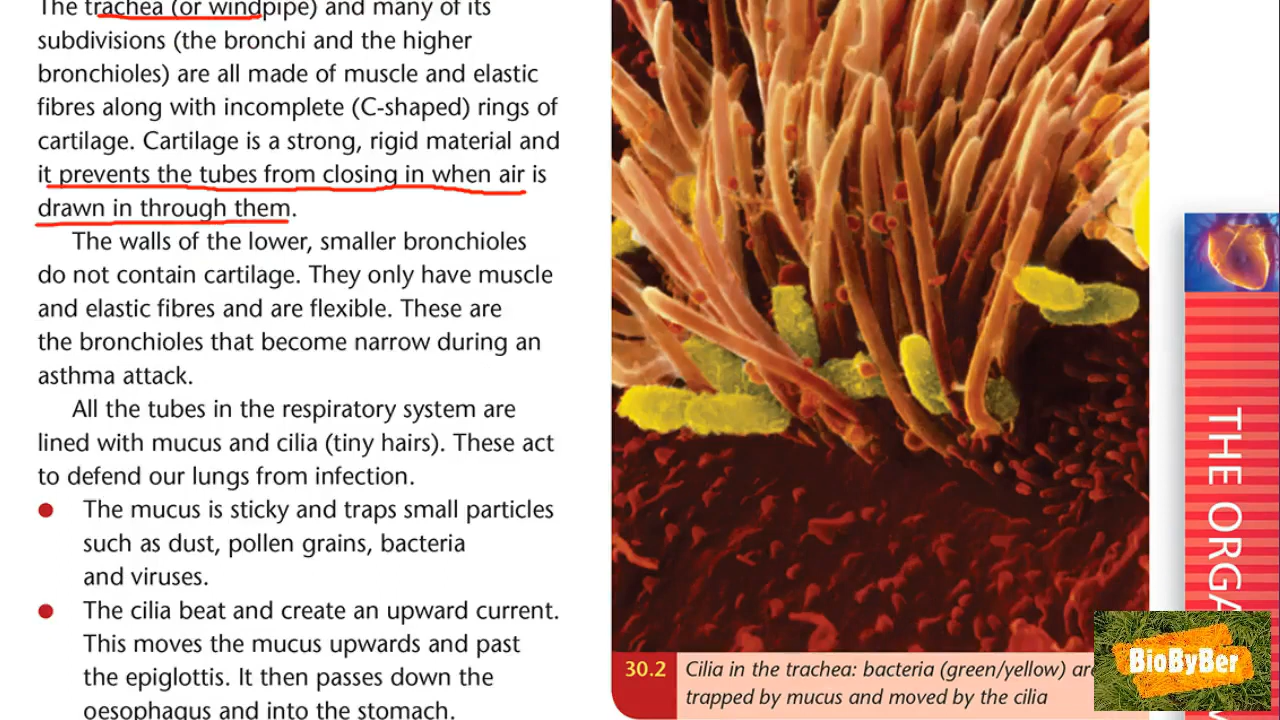 The trachea (or windpipe) and many of its
subdivisions (the bronchi and the higher
bronchioles) are all made of muscle and elastic
fibres along with incomplete (C-shaped) rings of
cartilage. Cartilage is a strong, rigid material and
it prevents the tubes from closing in when air is
drawn in through them.
The walls of the lower, smaller bronchioles
do not contain cartilage. They only have muscle
and elastic fibres and are flexible. These are
the bronchioles that become narrow during an
asthma attack.
All the tubes in the respiratory system are
lined with mucus and cilia (tiny hairs). These act
to defend our lungs from infection.
● The mucus is sticky and traps small particles
such as dust, pollen grains, bacteria
and viruses.
● The cilia beat and create an upward current.
This moves the mucus upwards and past
the epiglottis. It then passes down the
oesophagus and into the stomach.
30.2 Cilia in the trachea: bacteria (green/yellow)
trapped by mucus and moved by the cilia
THE
BioByBer